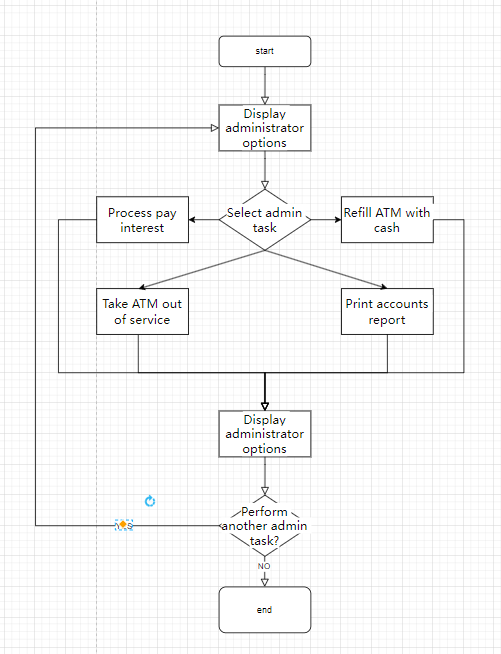 start
Display
administrator
options
Process pay
interest
Select admin
task
Refill ATM with
cash
Take ATM out
of service
Print accounts
report
Display
administrator
options
Perform
another admin
task?
NO
end